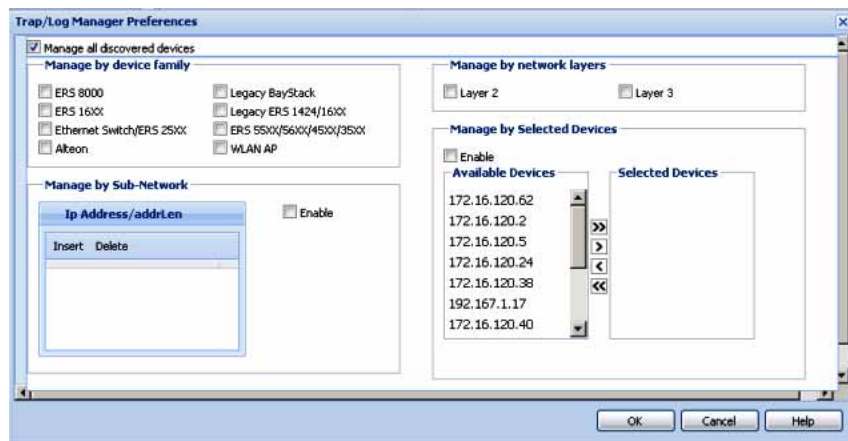 Trap/Log Manager Preferences
Manage all discovered devices
Manage by device family
ERS 8000
Legacy BayStack
ERS 16XX
Legacy ERS 1424/16XX
Ethernet Switch/ERS 25XX
ERS 55XX/56XX/45XX/35XX
Alteon
WLAN AP
Manage by Sub-Network
Ip Address/addrLen
Enable
Insert Delete
Manage by network layers
Layer 2
Layer 3
Manage by Selected Devices
Enable
Available Devices
172.16.120.62
172.16.120.2
172.16.120.5
172.16.120.24
172.16.120.38
192.167.1.17
172.16.120.40
Selected Devices
OK
Cancel
Help